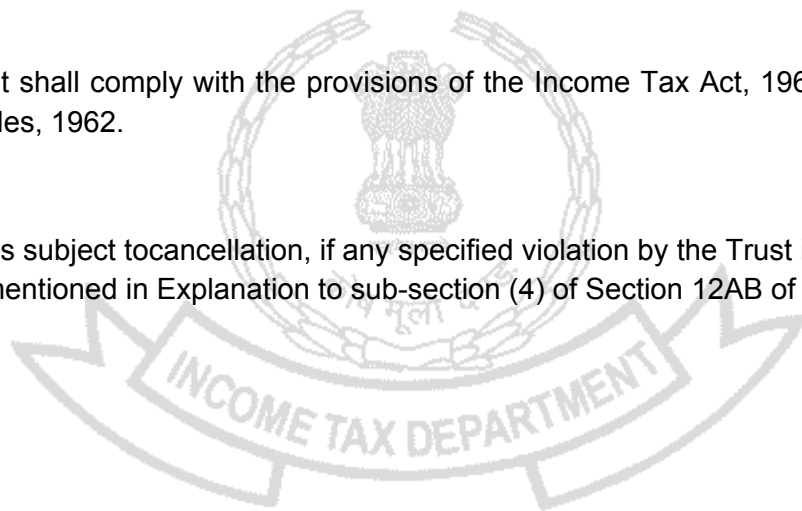 t shall comply with the provisions of the Income Tax Act, 196
les, 1962.
s subject tocancellation, if any specified violation by the Trust
mentioned in Explanation to sub-section (4) of Section 12AB of
कोष मूलो द
INCOME TAX DEPARTMENT